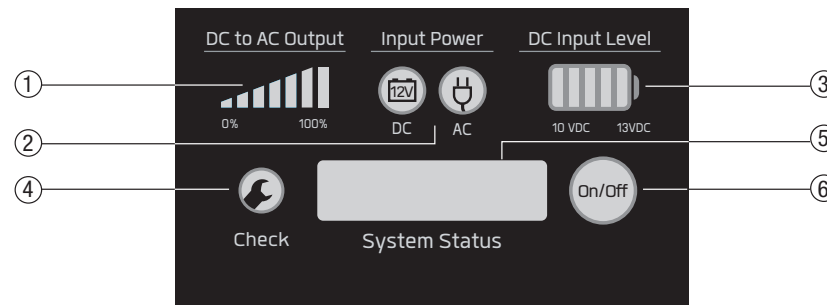 DC to AC Output Input Power DC Input Level
1 3
12V
0% 100% DC AC 10 VDC 13VDC
2 5
4 On/Off 6
Check System Status